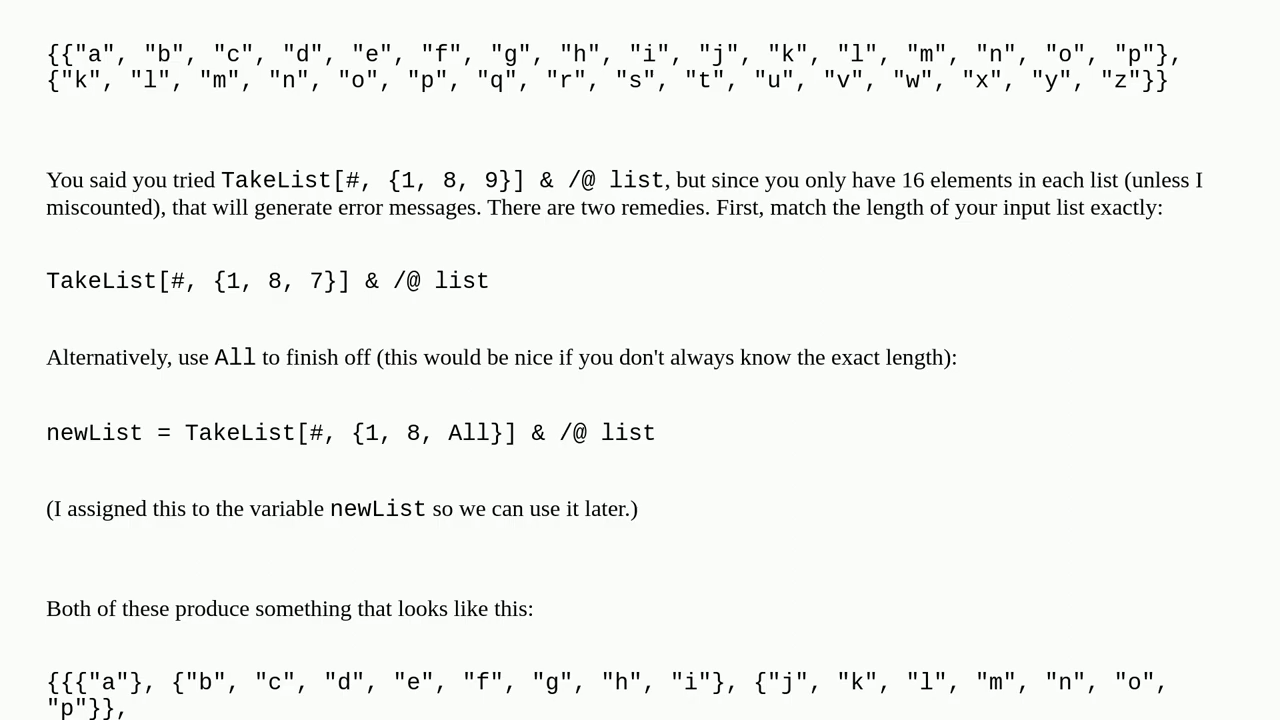 {{"a", "b", "c", "d", "e", "f", "g", "h", "i", "j", "k", "l", "m", "n", "o", "p"},
{"k", "l", "m", "n", "o", "p", "q", "r", "s", "t", "u", "v", "w", "x", "y", "z"}}
You said you tried TakeList[#, {1, 8, 9}] & /@ list, but since you only have 16 elements in each list (unless I
miscounted), that will generate error messages. There are two remedies. First, match the length of your input list exactly:
TakeList[#, {1, 8, 7}] & /@ list
Alternatively, use All to finish off (this would be nice if you don't always know the exact length):
newList = TakeList[#, {1, 8, All}] & /@ list
(I assigned this to the variable newList so we can use it later.)
Both of these produce something that looks like this:
{{{"a"}, {"b", "c", "d", "e", "f", "g", "h", "i"}, {"j", "k", "l", "m", "n", "o",
"p"}},